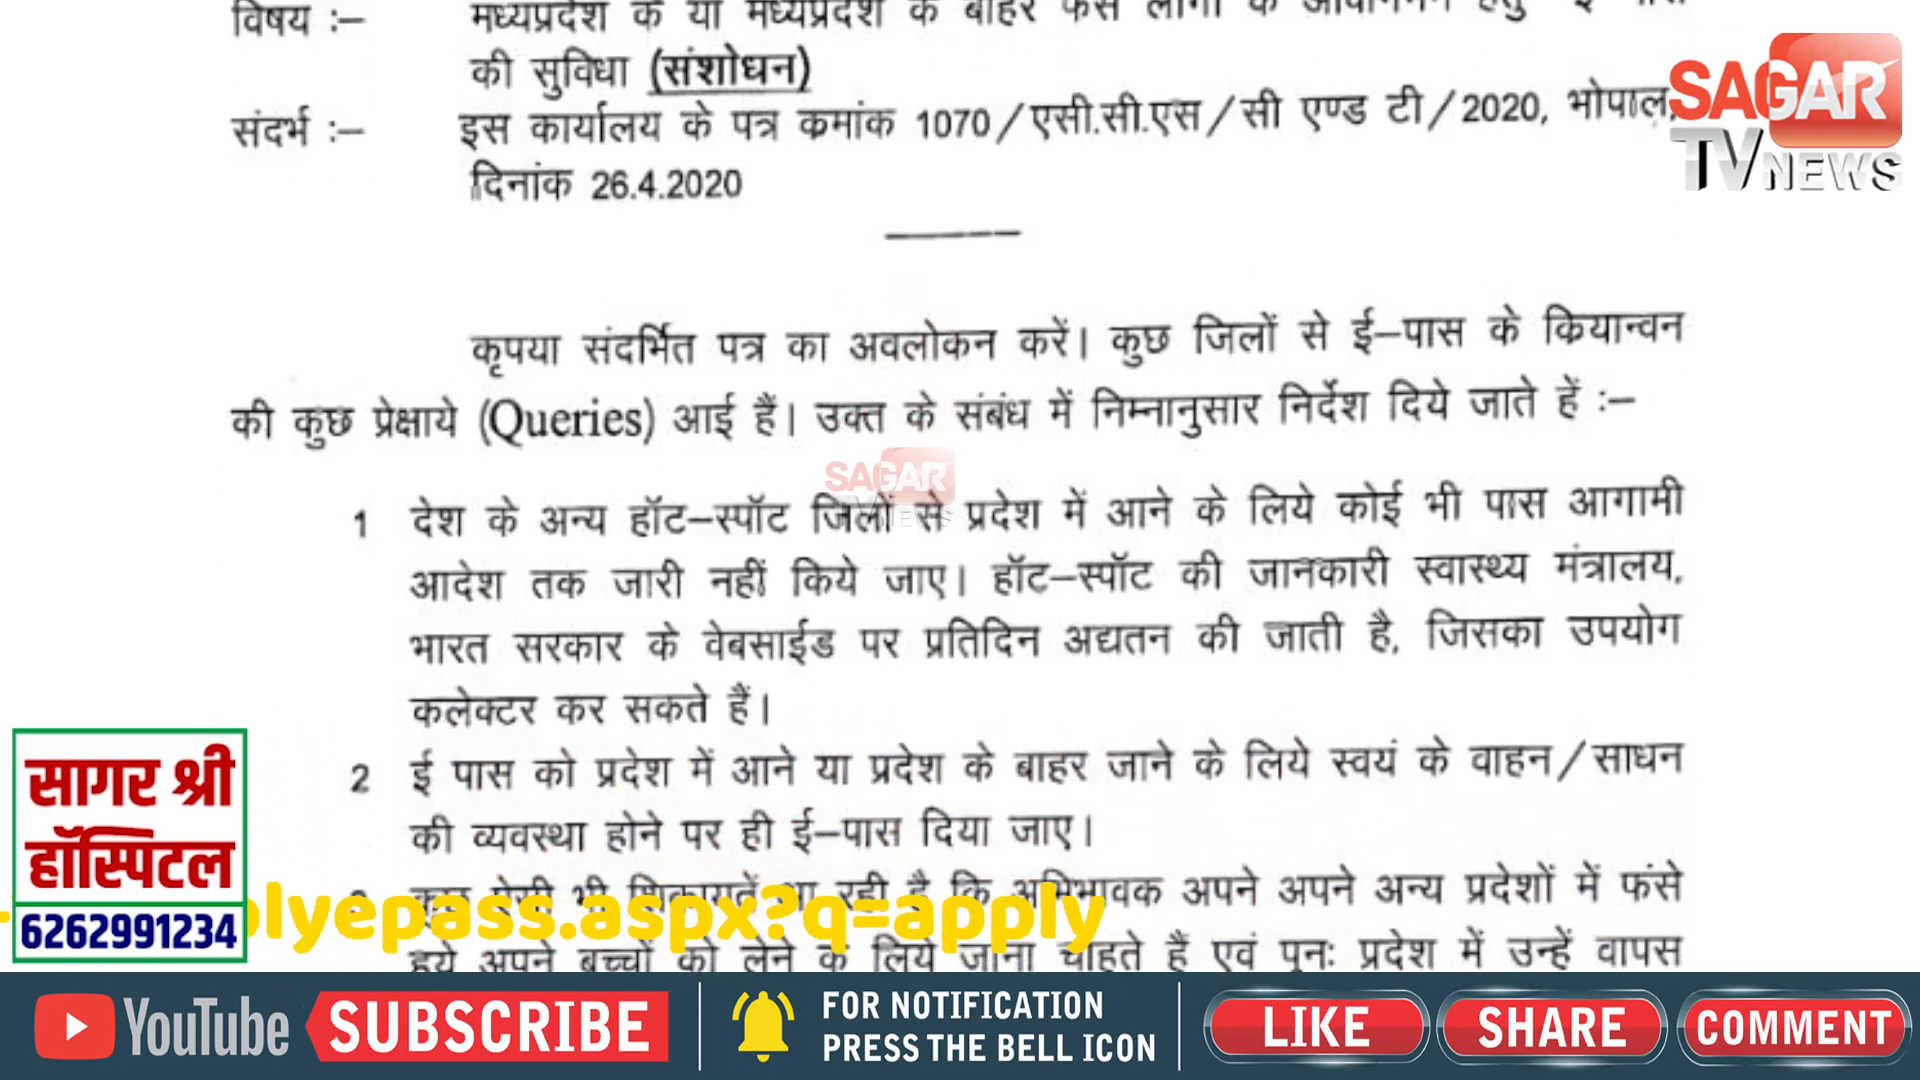 विषय :– मध्यप्रदेश के या मध्यप्रदेश के बाहर फंसे लोगों के आवागमन हेतु
की सुविधा (संशोधन)
संदर्भ :– इस कार्यालय के पत्र क्रमांक 1070/एसी.सी.एस/सी एण्ड टी/2020, भोपाल,
दिनांक 26.4.2020
SAGAR
TV NEWS
कृपया संदर्भित पत्र का अवलोकन करें। कुछ जिलों से ई–पास के क्रियान्वन
की कुछ प्रेक्षाये (Queries) आई हैं। उक्त के संबंध में निम्नानुसार निर्देश दिये जाते हें :–
SAGAR
TV NEWS
1 देश के अन्य हॉट–स्पॉट जिलों से प्रदेश में आने के लिये कोई भी पास आगामी
आदेश तक जारी नहीं किये जाए। हॉट–स्पॉट की जानकारी स्वास्थ्य मंत्रालय,
भारत सरकार के वेबसाईड पर प्रतिदिन अद्यतन की जाती है, जिसका उपयोग
कलेक्टर कर सकते हैं।
2 ई पास को प्रदेश में आने या प्रदेश के बाहर जाने के लिये स्वयं के वाहन/साधन
की व्यवस्था होने पर ही ई–पास दिया जाए।
कुछ ऐसी भी शिकायतें आ रही है कि अभिभावक अपने अपने अन्य प्रदेशों में फंसे
हुये अपने बच्चों को लेने के लिये जाना चाहते हैं एवं पुनः प्रदेश में उन्हें वापस
olyepass.aspx?q=apply
सागर श्री
हॉस्पिटल
6262991234
YouTube SUBSCRIBE
FOR NOTIFICATION
PRESS THE BELL ICON
LIKE SHARE COMMENT